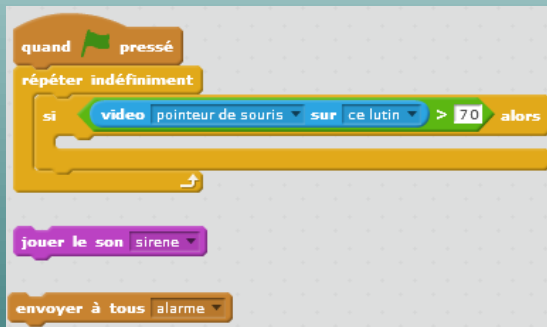 quand pressé
répéter indéfiniment
si video pointeur de souris sur ce lutin > 70 alors
jouer le son sirene
envoyer à tous alarme